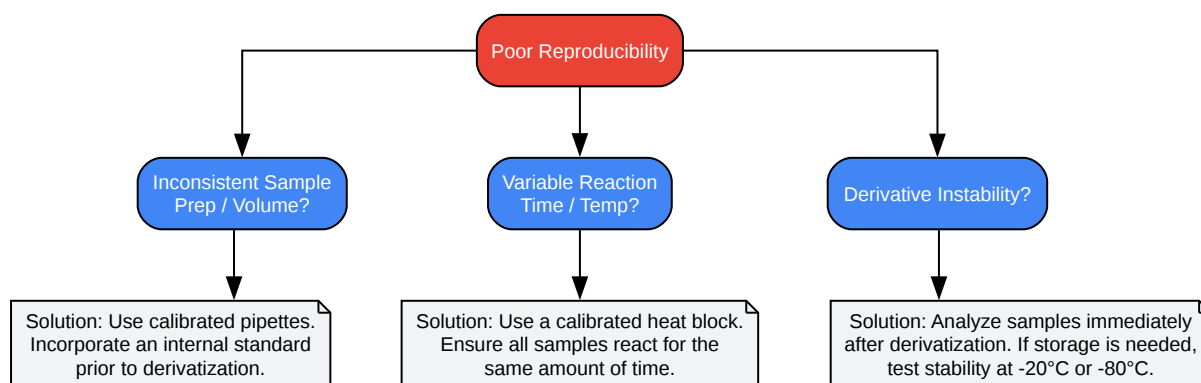 Poor Reproducibility
Inconsistent Sample
Prep / Volume?
Variable Reaction
Time / Temp?
Derivative Instability?
Solution: Use calibrated pipettes.
Incorporate an internal standard
prior to derivatization.
Solution: Use a calibrated heat block.
Ensure all samples react for the
same amount of time.
Solution: Analyze samples immediately
after derivatization. If storage is needed,
test stability at -20°C or -80°C.